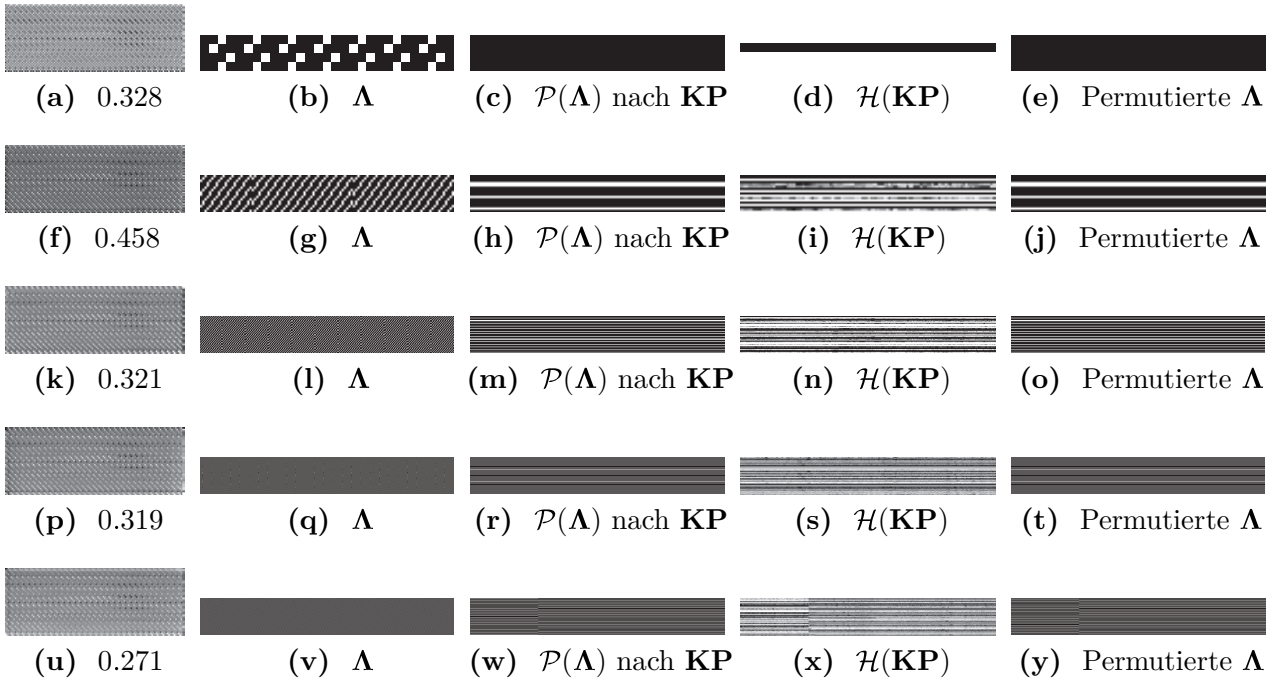 (a) 0.328 (b) Λ (c) 𝒫(Λ) nach KP (d) ℋ(KP) (e) Permutierte Λ
(f) 0.458 (g) Λ (h) 𝒫(Λ) nach KP (i) ℋ(KP) (j) Permutierte Λ
(k) 0.321 (l) Λ (m) 𝒫(Λ) nach KP (n) ℋ(KP) (o) Permutierte Λ
(p) 0.319 (q) Λ (r) 𝒫(Λ) nach KP (s) ℋ(KP) (t) Permutierte Λ
(u) 0.271 (v) Λ (w) 𝒫(Λ) nach KP (x) ℋ(KP) (y) Permutierte Λ